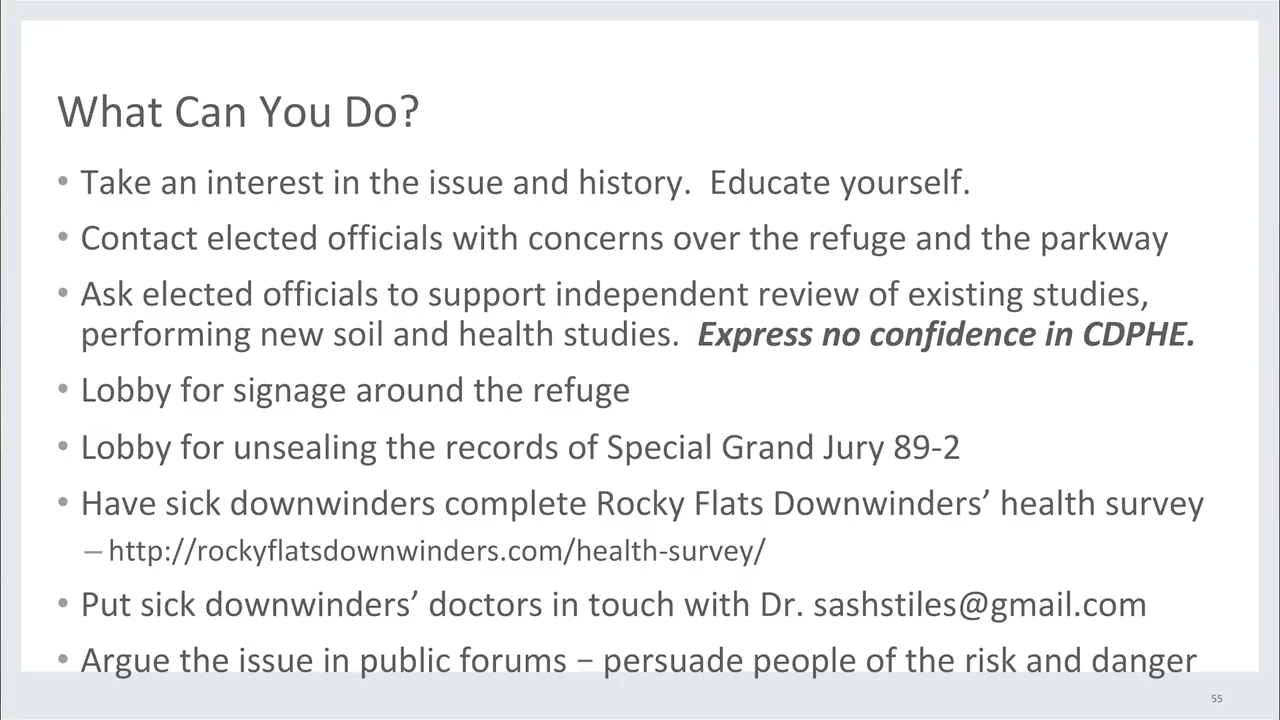 What Can You Do?
• Take an interest in the issue and history.  Educate yourself.
• Contact elected officials with concerns over the refuge and the parkway
• Ask elected officials to support independent review of existing studies,
performing new soil and health studies.  Express no confidence in CDPHE.
• Lobby for signage around the refuge
• Lobby for unsealing the records of Special Grand Jury 89-2
• Have sick downwinders complete Rocky Flats Downwinders’ health survey
– http://rockyflatsdownwinders.com/health-survey/
• Put sick downwinders’ doctors in touch with Dr. sashstiles@gmail.com
• Argue the issue in public forums – persuade people of the risk and danger
55